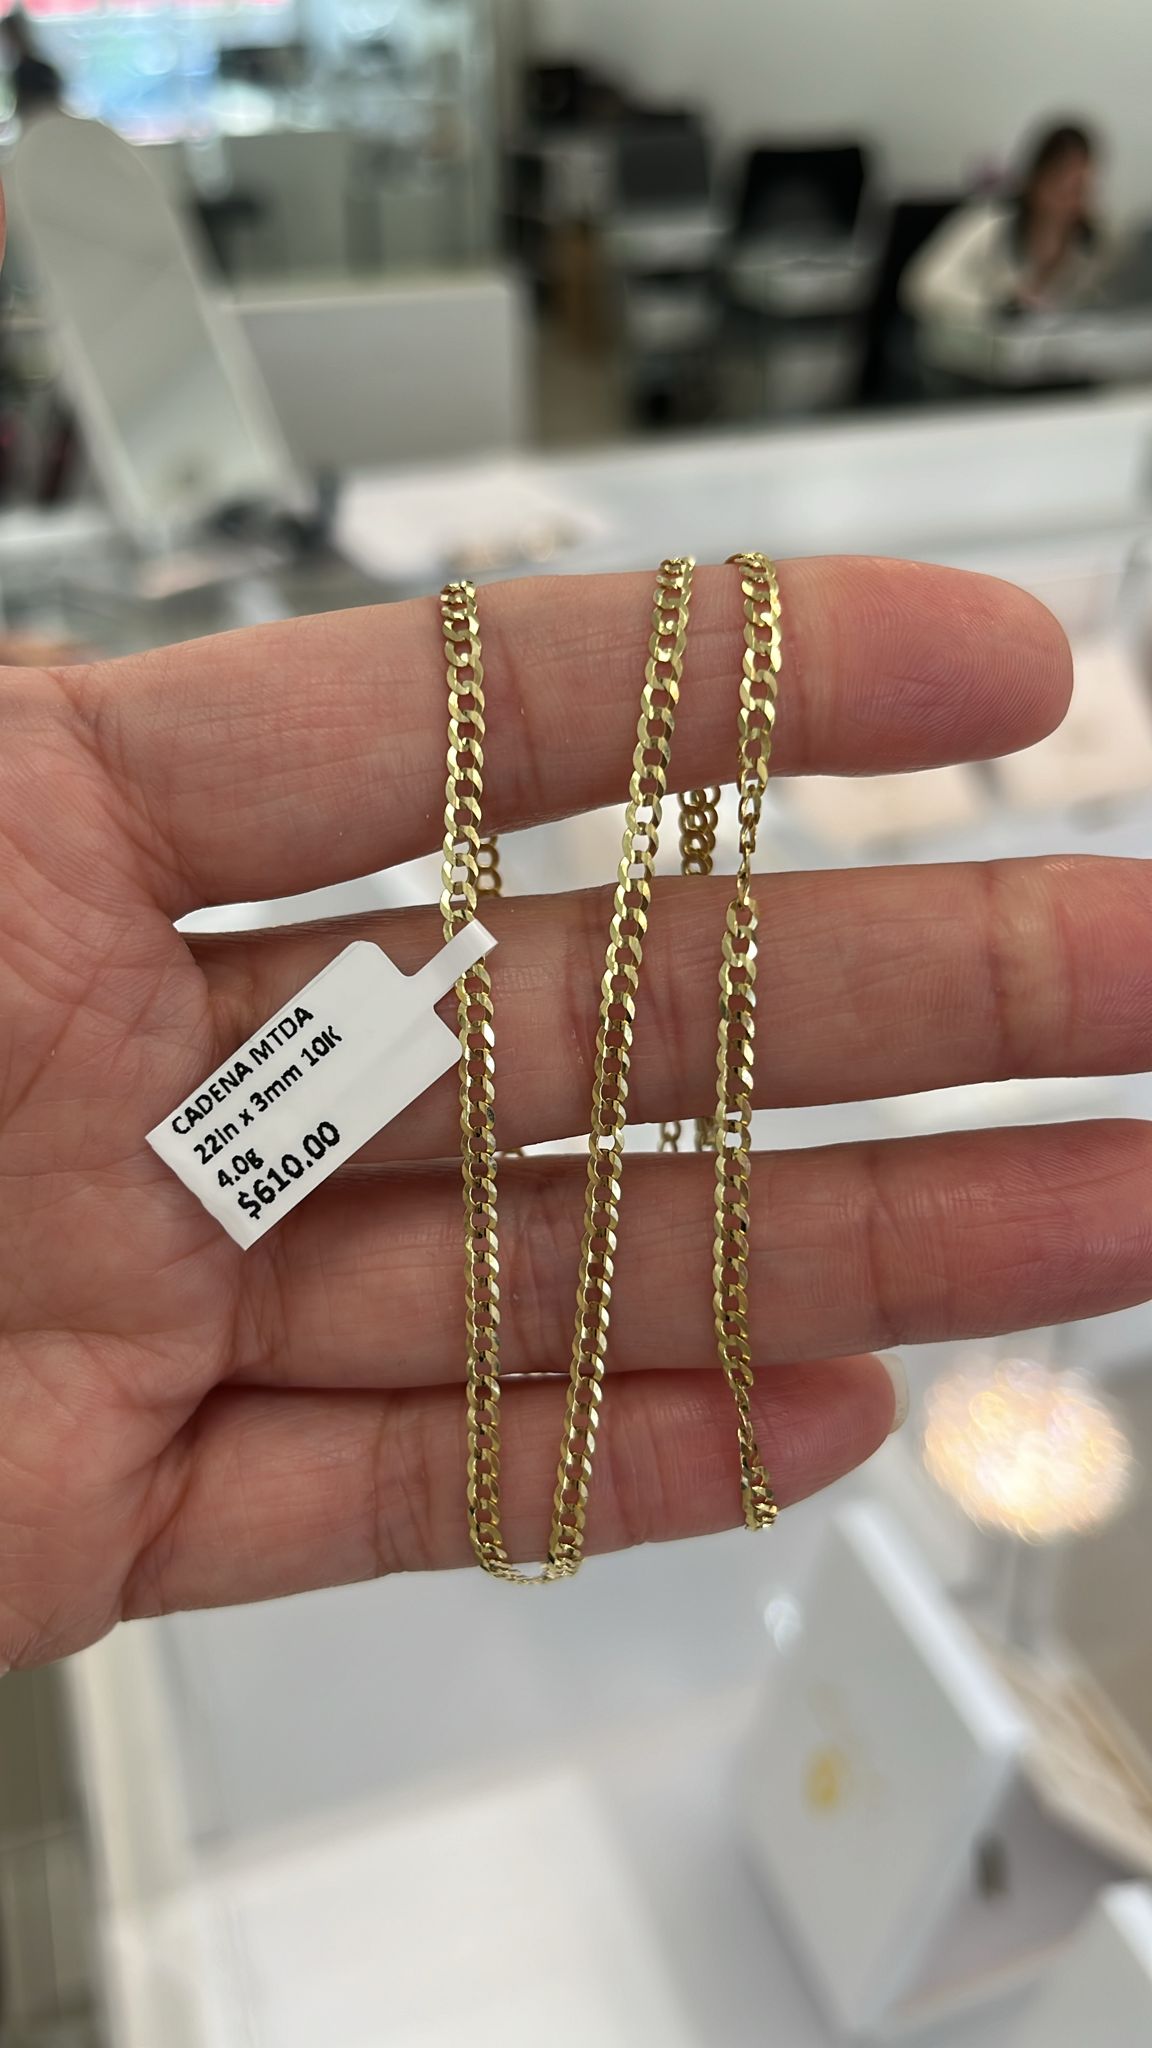 CADENA MTDA
22in x 3mm 10K
4.0g
$610.00